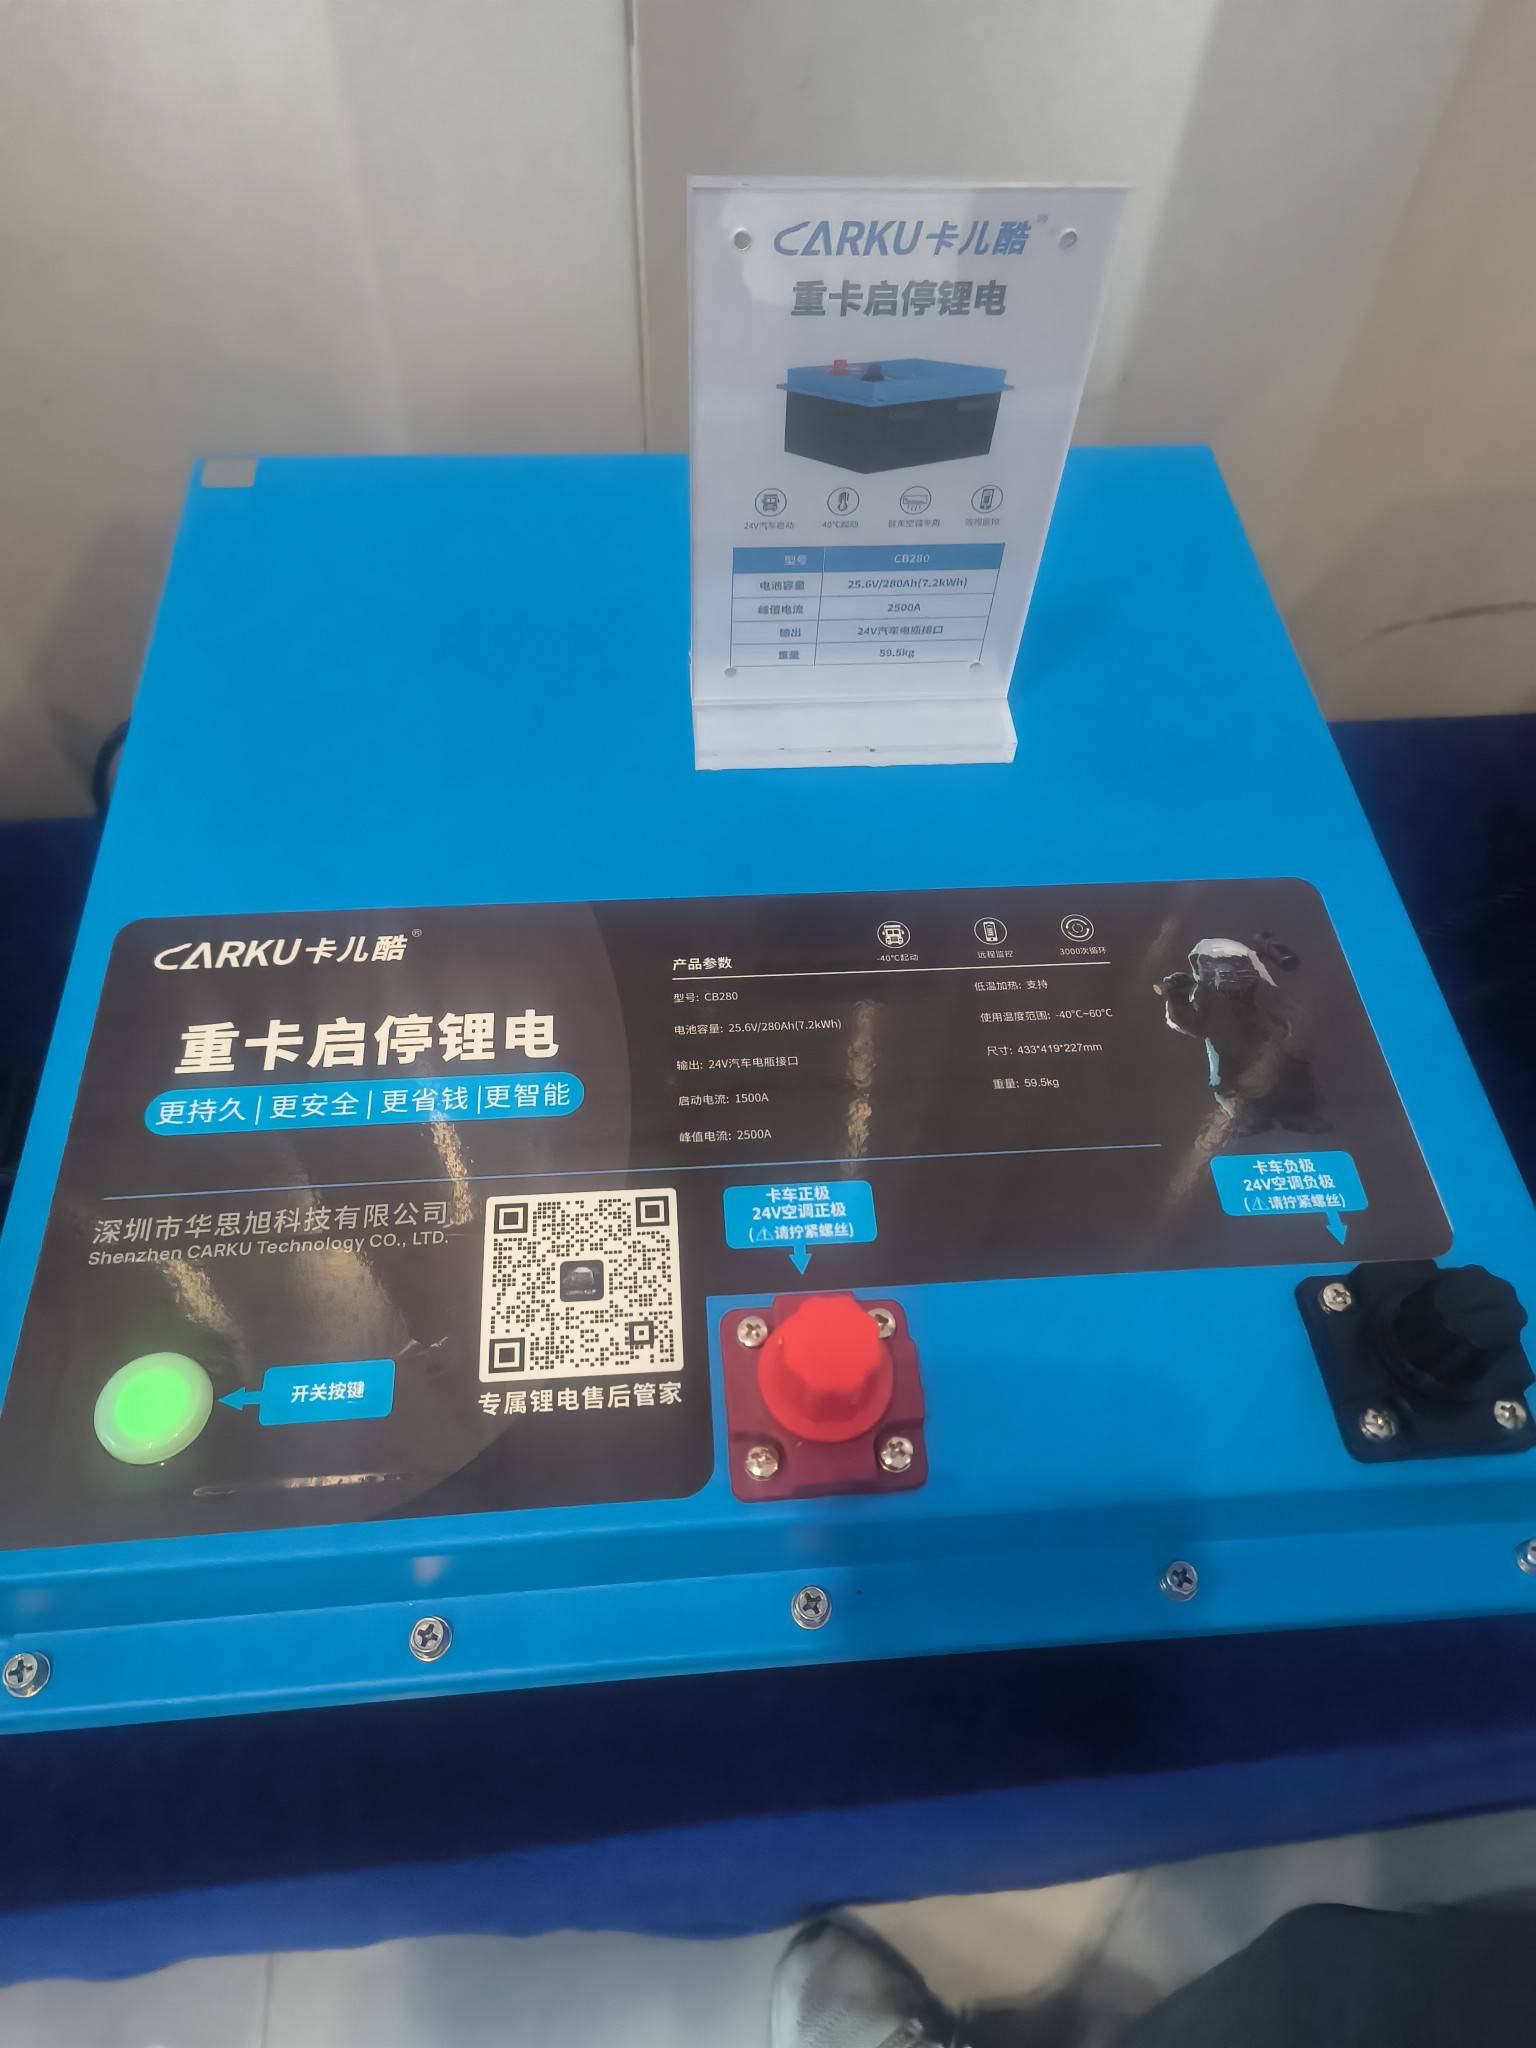 CARKU卡儿酷®
重卡启停锂电
24V汽车启动
-40℃起动
驻车空调专用
远程监控
型号 CB280
电池容量 25.6V/280Ah(7.2kWh)
峰值电流 2500A
输出 24V汽车电瓶接口
重量 59.5kg
CARKU卡儿酷®
重卡启停锂电
更持久|更安全|更省钱|更智能
产品参数
-40°C起动
远程监控
3000次循环
型号: CB280
电池容量: 25.6V/280Ah(7.2kWh)
输出: 24V汽车电瓶接口
启动电流: 1500A
峰值电流: 2500A
低温加热: 支持
使用温度范围: -40°C~60°C
尺寸: 433*419*227mm
重量: 59.5kg
深圳市华思旭科技有限公司
Shenzhen CARKU Technology CO., LTD.
开关按键
专属锂电售后管家
卡车正极
24V空调正极
(⚠请拧紧螺丝)
卡车负极
24V空调负极
(⚠请拧紧螺丝)